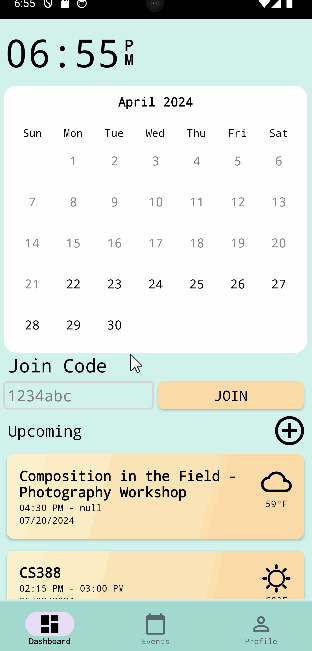 6:55
06:55 PM
April 2024
Sun Mon Tue Wed Thu Fri Sat
1 2 3 4 5 6
7 8 9 10 11 12 13
14 15 16 17 18 19 20
21 22 23 24 25 26 27
28 29 30
Join Code
1234abc JOIN
Upcoming
Composition in the Field -
Photography Workshop
04:30 PM - null
07/20/2024
59°F
CS388
02:15 PM - 03:00 PM
Dashboard Events Profile